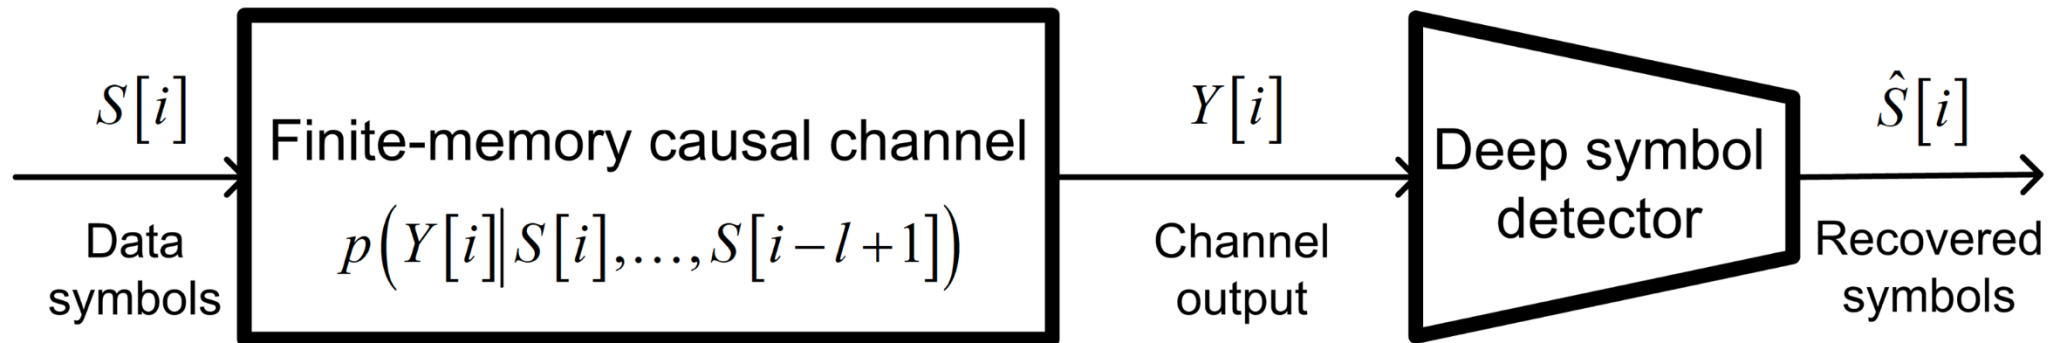 S[i]
Data
symbols
Finite-memory causal channel
p(Y[i]|S[i],…,S[i−l+1])
Y[i]
Channel
output
Deep symbol
detector
Ŝ[i]
Recovered
symbols